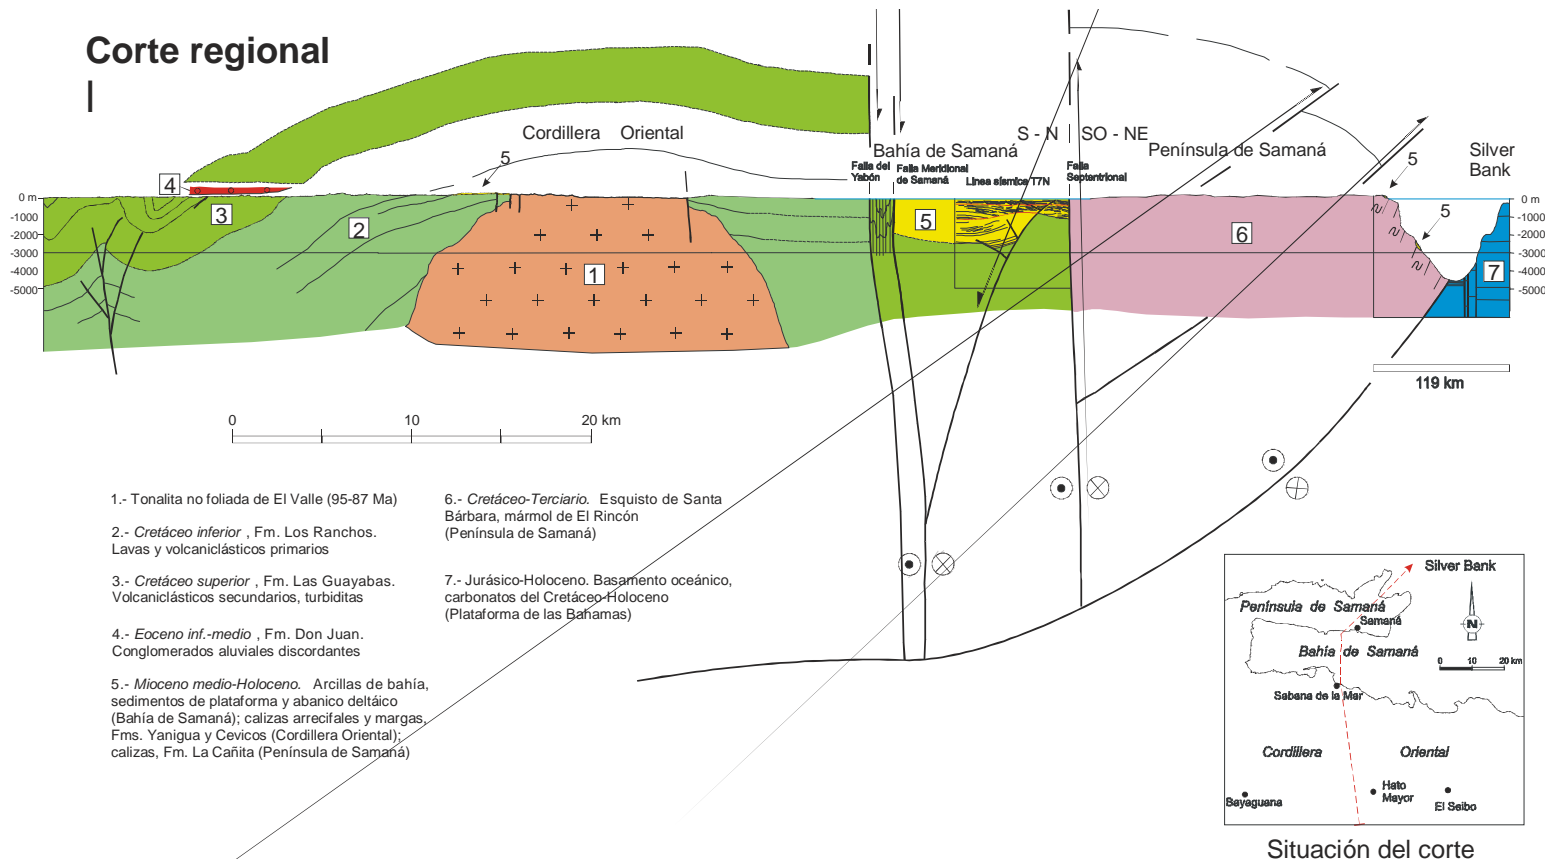 Corte regional
I
Cordillera Oriental
S - N
SO - NE
Bahía de Samaná
Península de Samaná
Silver
Bank
Falla del
Yabón
Falla Meridional
de Samaná
Linea sísmica T7N
Falla
Septentrional
5
5
5
4
3
2
1
5
6
7
0 m
-1000
-2000
-3000
-4000
-5000
0 m
-1000
-2000
-3000
-4000
-5000
119 km
0 10 20 km
1.- Tonalita no foliada de El Valle (95-87 Ma)
2.- Cretáceo inferior , Fm. Los Ranchos.
Lavas y volcaniclásticos primarios
3.- Cretáceo superior , Fm. Las Guayabas.
Volcaniclásticos secundarios, turbiditas
4.- Eoceno inf.-medio , Fm. Don Juan.
Conglomerados aluviales discordantes
5.- Mioceno medio-Holoceno. Arcillas de bahía,
sedimentos de plataforma y abanico deltáico
(Bahía de Samaná); calizas arrecifales y margas,
Fms. Yanigua y Cevicos (Cordillera Oriental);
calizas, Fm. La Cañita (Península de Samaná)
6.- Cretáceo-Terciario. Esquisto de Santa
Bárbara, mármol de El Rincón
(Península de Samaná)
7.- Jurásico-Holoceno. Basamento oceánico,
carbonatos del Cretáceo-Holoceno
(Plataforma de las Bahamas)
Silver Bank
Península de Samaná
Samaná
N
Bahía de Samaná
0 10 20 km
Sabana de la Mar
Cordillera Oriental
Bayaguana
Hato
Mayor
El Seibo
Situación del corte